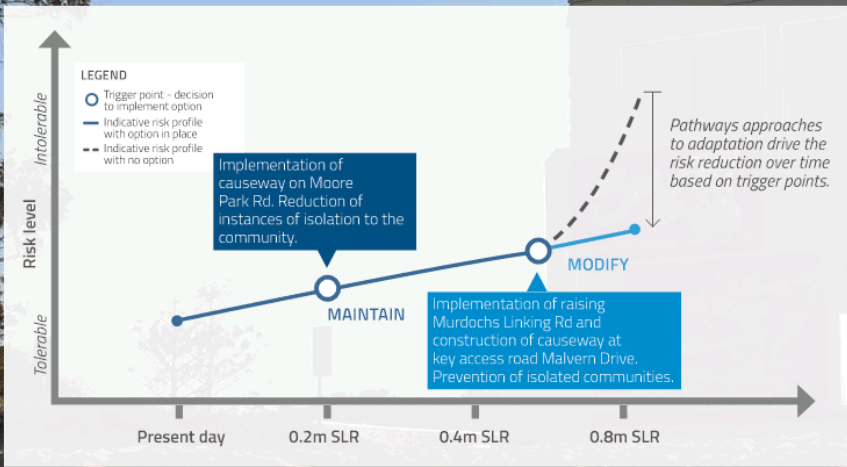 LEGEND
Trigger point - decision
to implement option
Indicative risk profile
with option in place
Indicative risk profile
with no option
Intolerable
Risk level
Tolerable
Implementation of
causeway on Moore
Park Rd. Reduction of
instances of isolation to the
community.
MAINTAIN
Pathways approaches
to adaptation drive the
risk reduction over time
based on trigger points.
MODIFY
Implementation of raising
Murdochs Linking Rd and
construction of causeway at
key access road Malvern Drive.
Prevention of isolated communities.
Present day
0.2m SLR
0.4m SLR
0.8m SLR